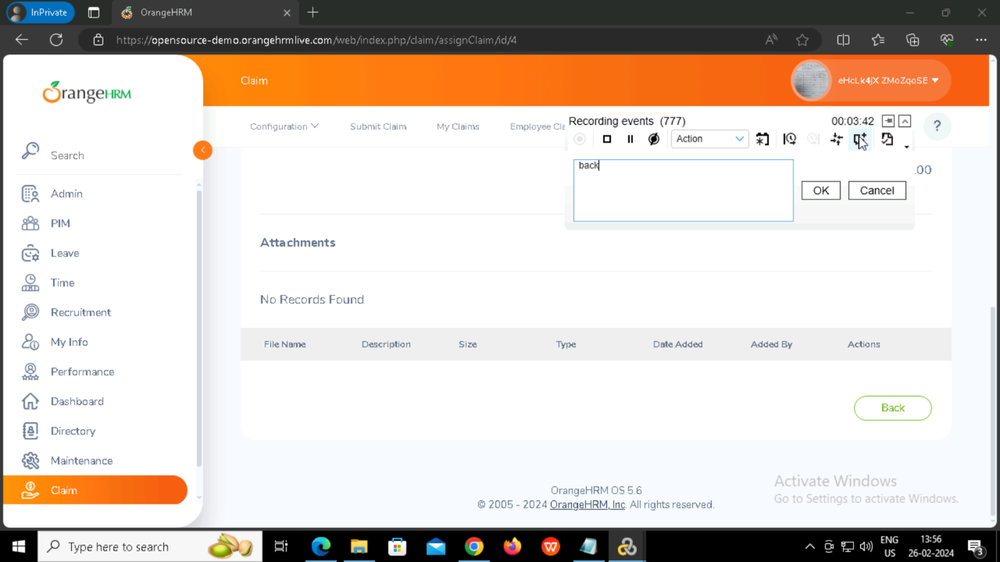 InPrivate
OrangeHRM
https://opensource-demo.orangehrmlive.com/web/index.php/claim/assignClaim/id/4
OrangeHRM
Claim
eHcLk4jX ZMoZqoSE
Configuration
Submit Claim
My Claims
Employee Cla
Recording events (777)
00:03:42
?
Action
back
OK
Cancel
.00
Search
Admin
PIM
Leave
Time
Recruitment
My Info
Performance
Dashboard
Directory
Maintenance
Claim
Attachments
No Records Found
File Name
Description
Size
Type
Date Added
Added By
Actions
Back
OrangeHRM OS 5.6
© 2005 - 2024 OrangeHRM, Inc. All rights reserved.
Activate Windows
Go to Settings to activate Windows.
Type here to search
ENG
US
13:56
26-02-2024
3